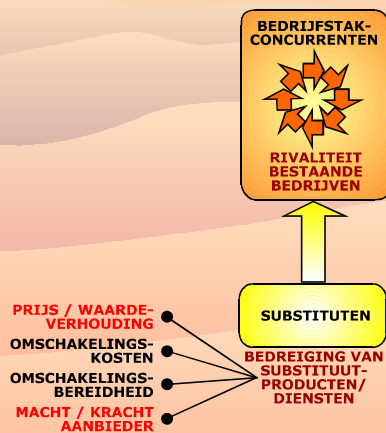 BEDRIJFSTAK-
CONCURRENTEN
RIVALITEIT
BESTAANDE
BEDRIJVEN
SUBSTITUTEN
BEDREIGING VAN
SUBSTITUUT-
PRODUCTEN/
DIENSTEN
PRIJS / WAARDE-
VERHOUDING
OMSCHAKELINGS-
KOSTEN
OMSCHAKELINGS-
BEREIDHEID
MACHT / KRACHT
AANBIEDER